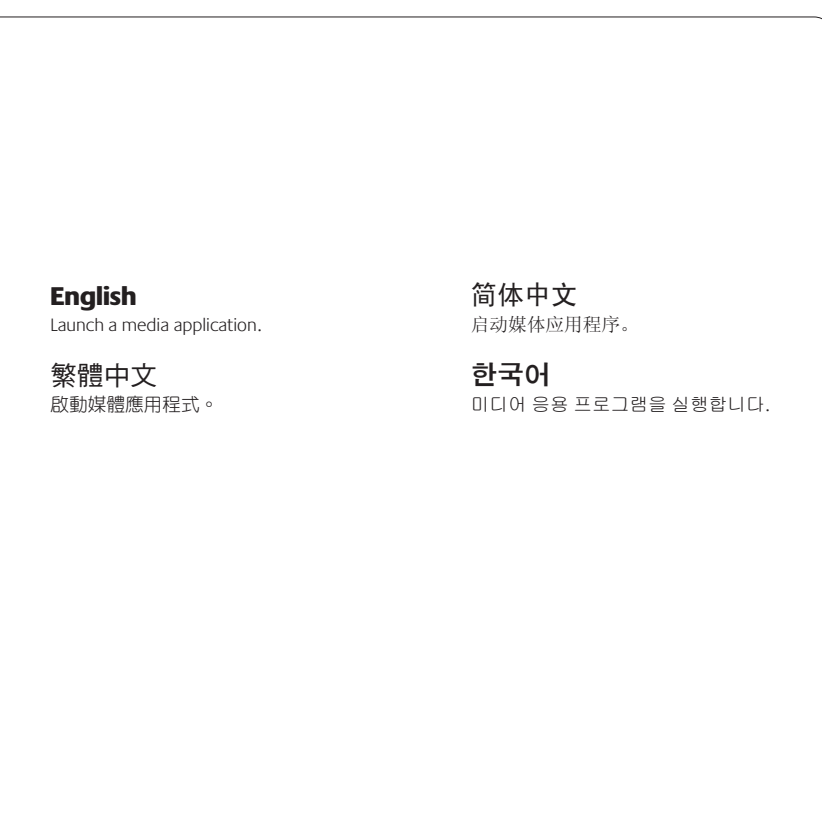 English
Launch a media application.
繁體中文
啟動媒體應用程式。
简体中文
启动媒体应用程序。
한국어
미디어 응용 프로그램을 실행합니다.